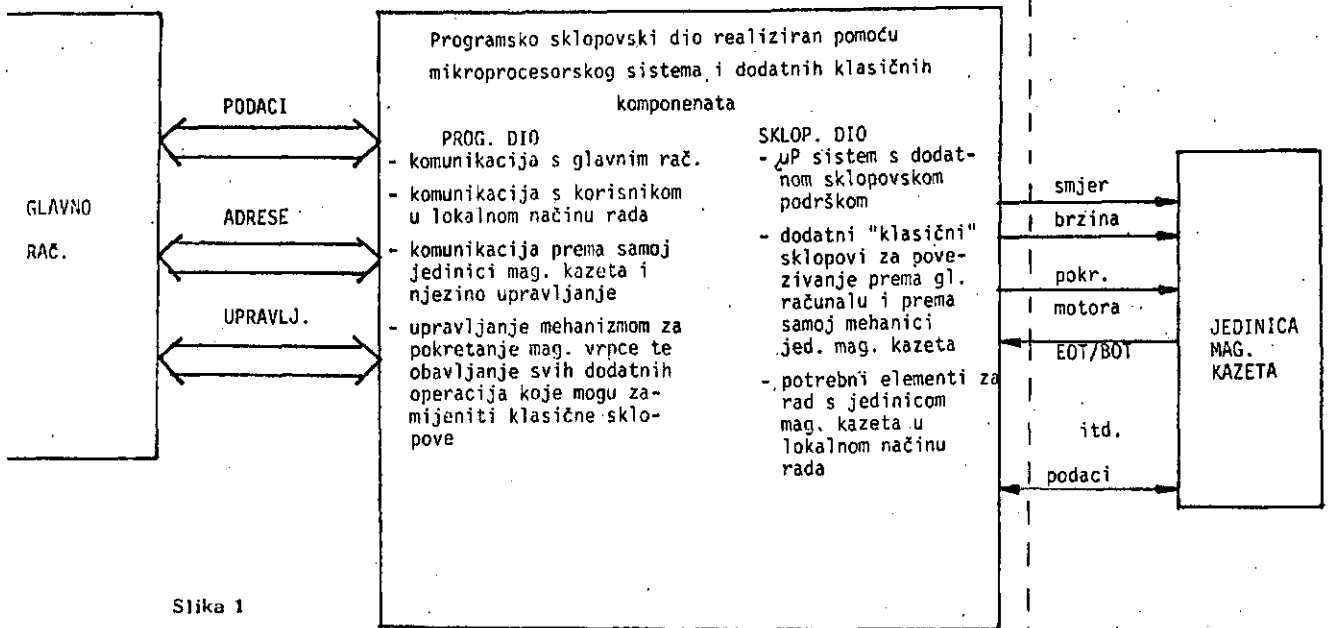 Programsko sklopovski dio realiziran pomoću
mikroprocesorskog sistema i dodatnih klasičnih
komponenata
GLAVNO
RAČ.
PODACI
ADRESE
UPRAVLJ.
PROG. DIO
- komunikacija s glavnim rač.
- komunikacija s korisnikom
u lokalnom načinu rada
- komunikacija prema samoj
jedinici mag. kazeta i
njezino upravljanje
- upravljanje mehanizmom za
pokretanje mag. vrpce te
obavljanje svih dodatnih
operacija koje mogu za-
mijeniti klasične sklo-
pove
SKLOP. DIO
- µP sistem s dodat-
nom sklopovskom
podrškom
- dodatni "klasični"
sklopovi za pove-
zivanje prema gl.
računalu i prema
samoj mehanici
jed. mag. kazeta
- potrebni elementi za
rad s jedinicom
mag. kazeta u
lokalnom načinu
rada
smjer
brzina
pokr.
motora
EOT/BOT
itd.
podaci
JEDINICA
MAG.
KAZETA
Slika 1